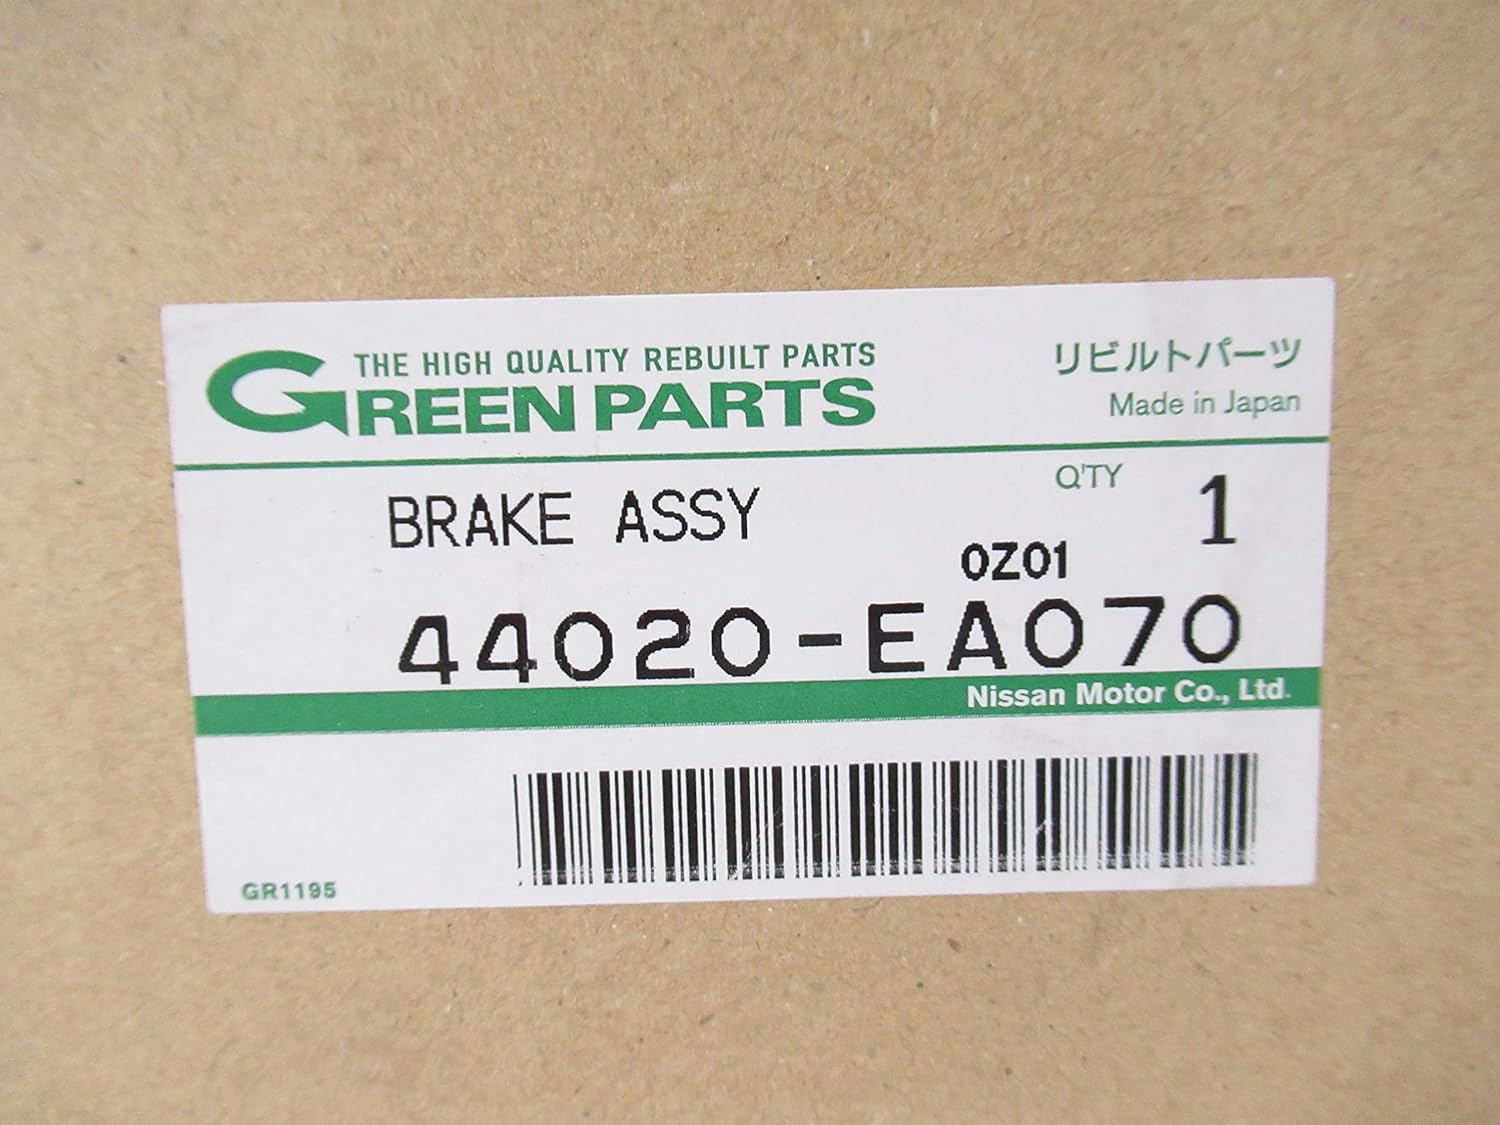 THE HIGH QUALITY REBUILT PARTS
GREEN PARTS
リビルトパーツ
Made in Japan
Q'TY 1
BRAKE ASSY
0Z01
44020-EA070
Nissan Motor Co., Ltd.
GR1195